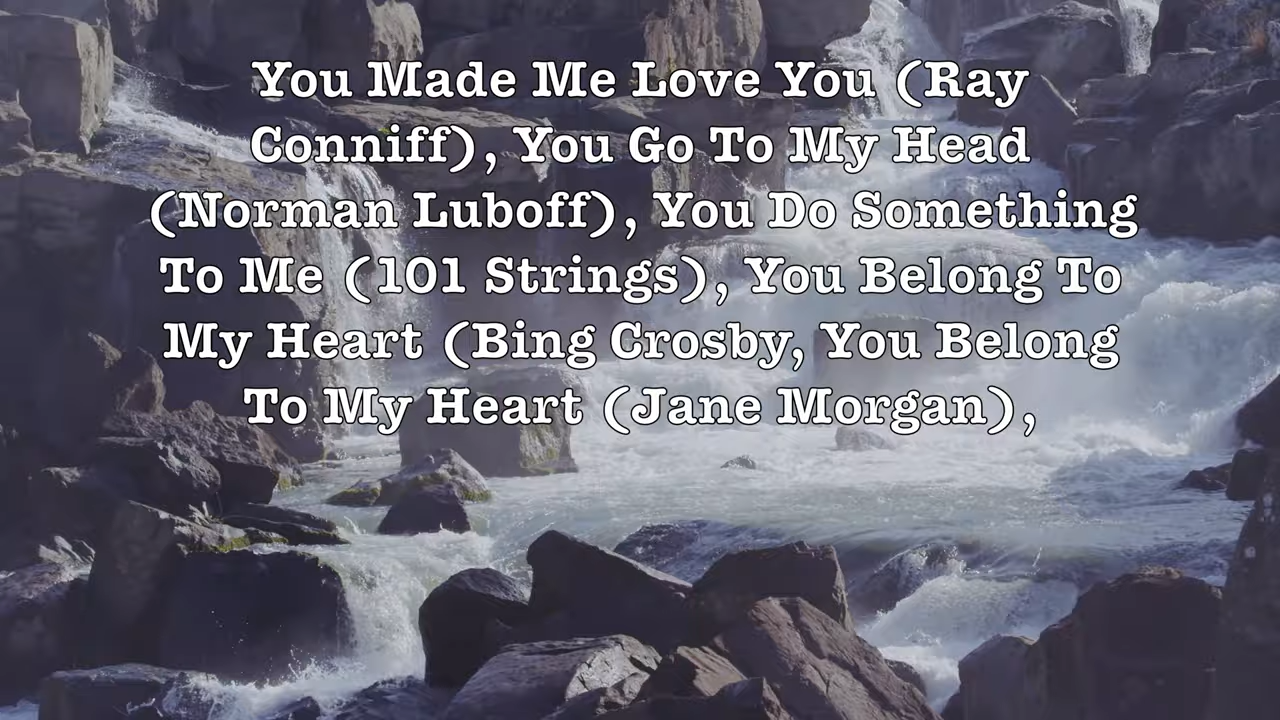 You Made Me Love You (Ray
Conniff), You Go To My Head
(Norman Luboff), You Do Something
To Me (101 Strings), You Belong To
My Heart (Bing Crosby, You Belong
To My Heart (Jane Morgan),